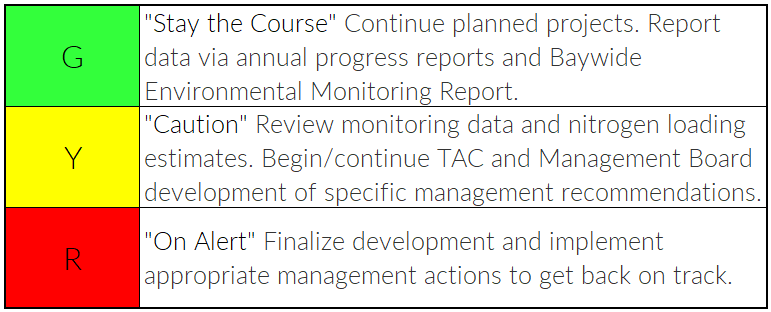 G
"Stay the Course" Continue planned projects. Report
data via annual progress reports and Baywide
Environmental Monitoring Report.
Y
"Caution" Review monitoring data and nitrogen loading
estimates. Begin/continue TAC and Management Board
development of specific management recommendations.
R
"On Alert" Finalize development and implement
appropriate management actions to get back on track.